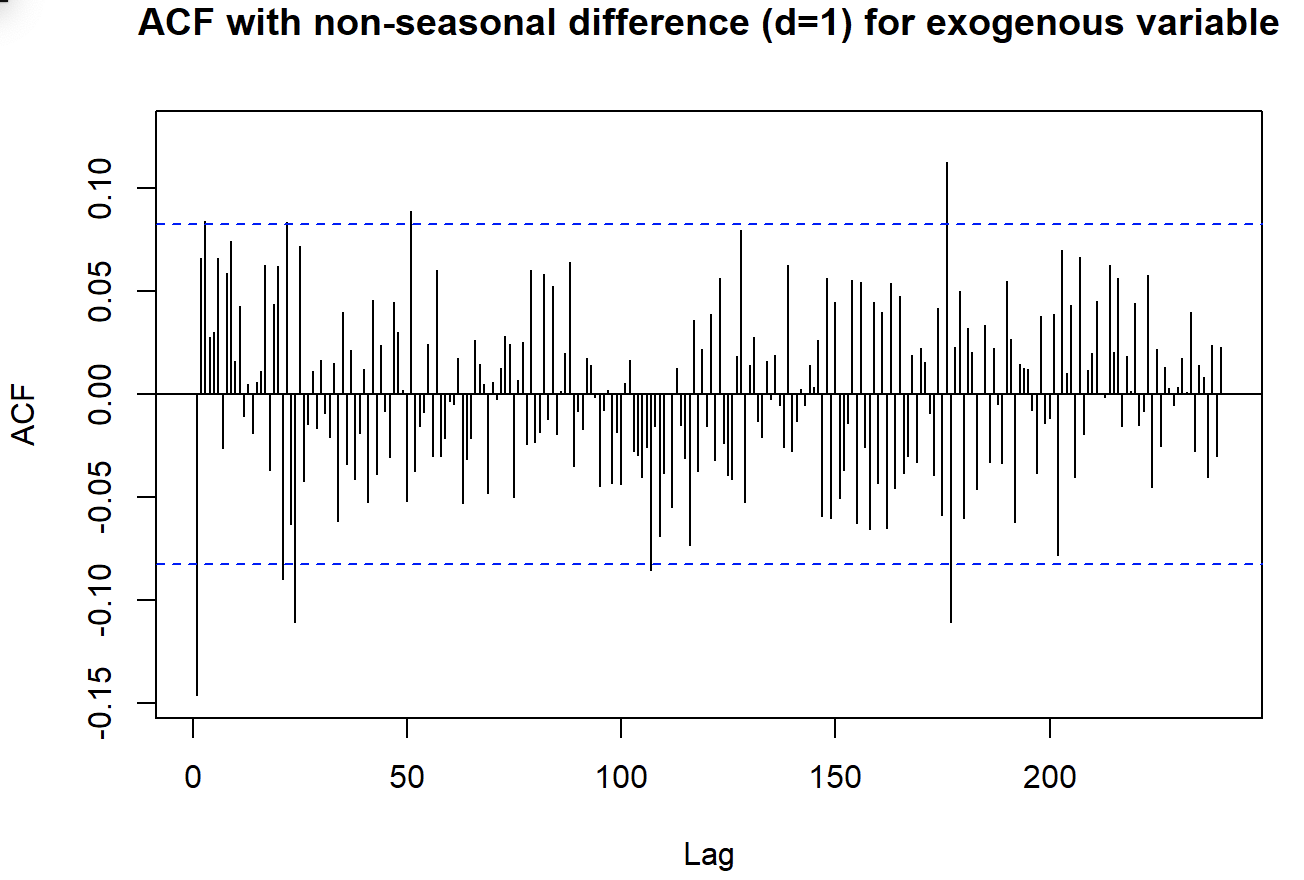 ACF with non-seasonal difference (d=1) for exogenous variable
ACF
0.10
0.05
0.00
-0.05
-0.10
-0.15
0 50 100 150 200
Lag